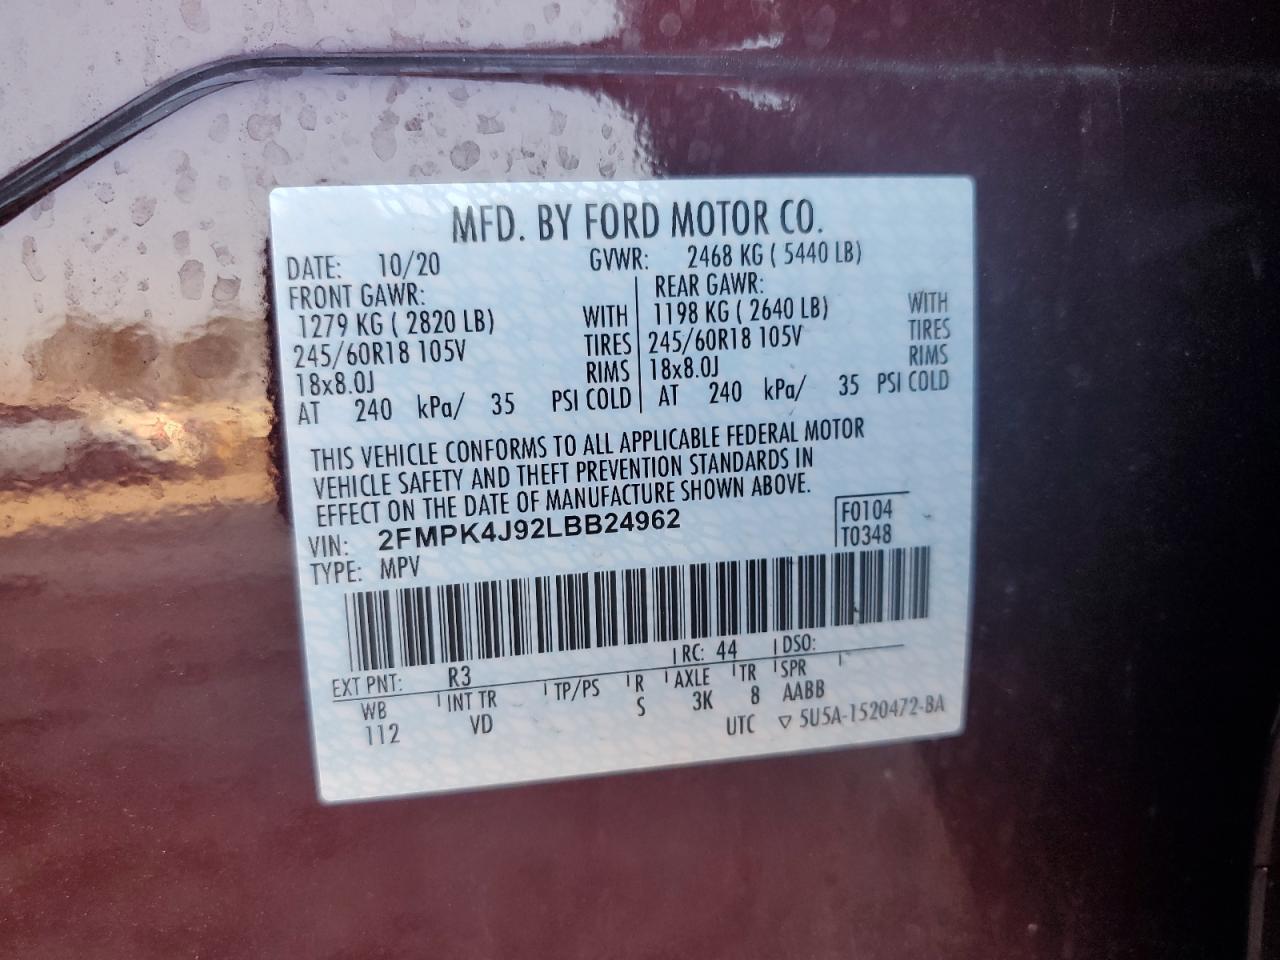 MFD. BY FORD MOTOR CO.
DATE: 10/20 GVWR: 2468 KG ( 5440 LB)
FRONT GAWR: REAR GAWR:
1279 KG ( 2820 LB) WITH 1198 KG ( 2640 LB) WITH
245/60R18 105V TIRES 245/60R18 105V TIRES
18x8.0J RIMS 18x8.0J RIMS
AT 240 kPa/ 35 PSI COLD AT 240 kPa/ 35 PSI COLD
THIS VEHICLE CONFORMS TO ALL APPLICABLE FEDERAL MOTOR
VEHICLE SAFETY AND THEFT PREVENTION STANDARDS IN
EFFECT ON THE DATE OF MANUFACTURE SHOWN ABOVE.
VIN: 2FMPK4J92LBB24962 F0104
TYPE: MPV T0348
EXT PNT: R3 RC: 44 DSO:
WB INT TR TP/PS R AXLE TR SPR
112 VD S 3K 8 AABB
UTC ▽ 5U5A-1520472-BA